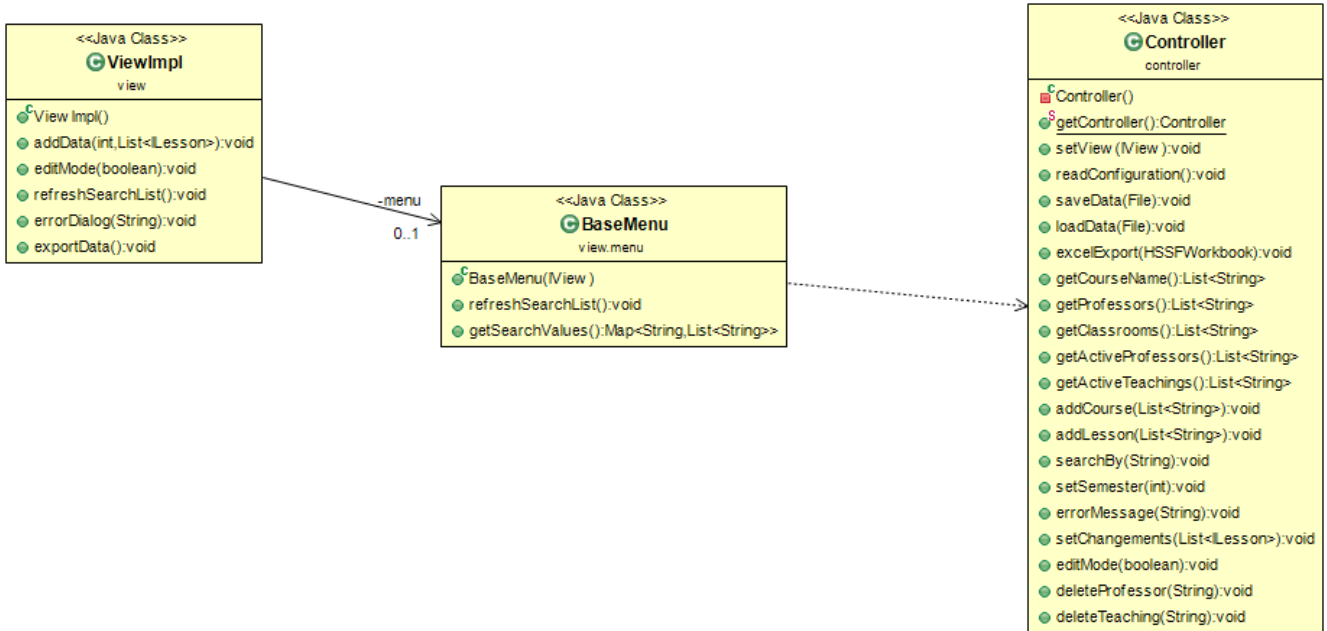 <<Java Class>>
ViewImpl
view
ViewImpl()
addData(int,List<ILesson>):void
editMode(boolean):void
refreshSearchList():void
errorDialog(String):void
exportData():void
-menu
0..1
<<Java Class>>
BaseMenu
view.menu
BaseMenu(IView)
refreshSearchList():void
getSearchValues():Map<String,List<String>>
<<Java Class>>
Controller
controller
Controller()
getController():Controller
setView(IView):void
readConfiguration():void
saveData(File):void
loadData(File):void
excelExport(HSSFWorkbook):void
getCourseName():List<String>
getProfessors():List<String>
getClassrooms():List<String>
getActiveProfessors():List<String>
getActiveTeachings():List<String>
addCourse(List<String>):void
addLesson(List<String>):void
searchBy(String):void
setSemester(int):void
errorMessage(String):void
setChangements(List<ILesson>):void
editMode(boolean):void
deleteProfessor(String):void
deleteTeaching(String):void